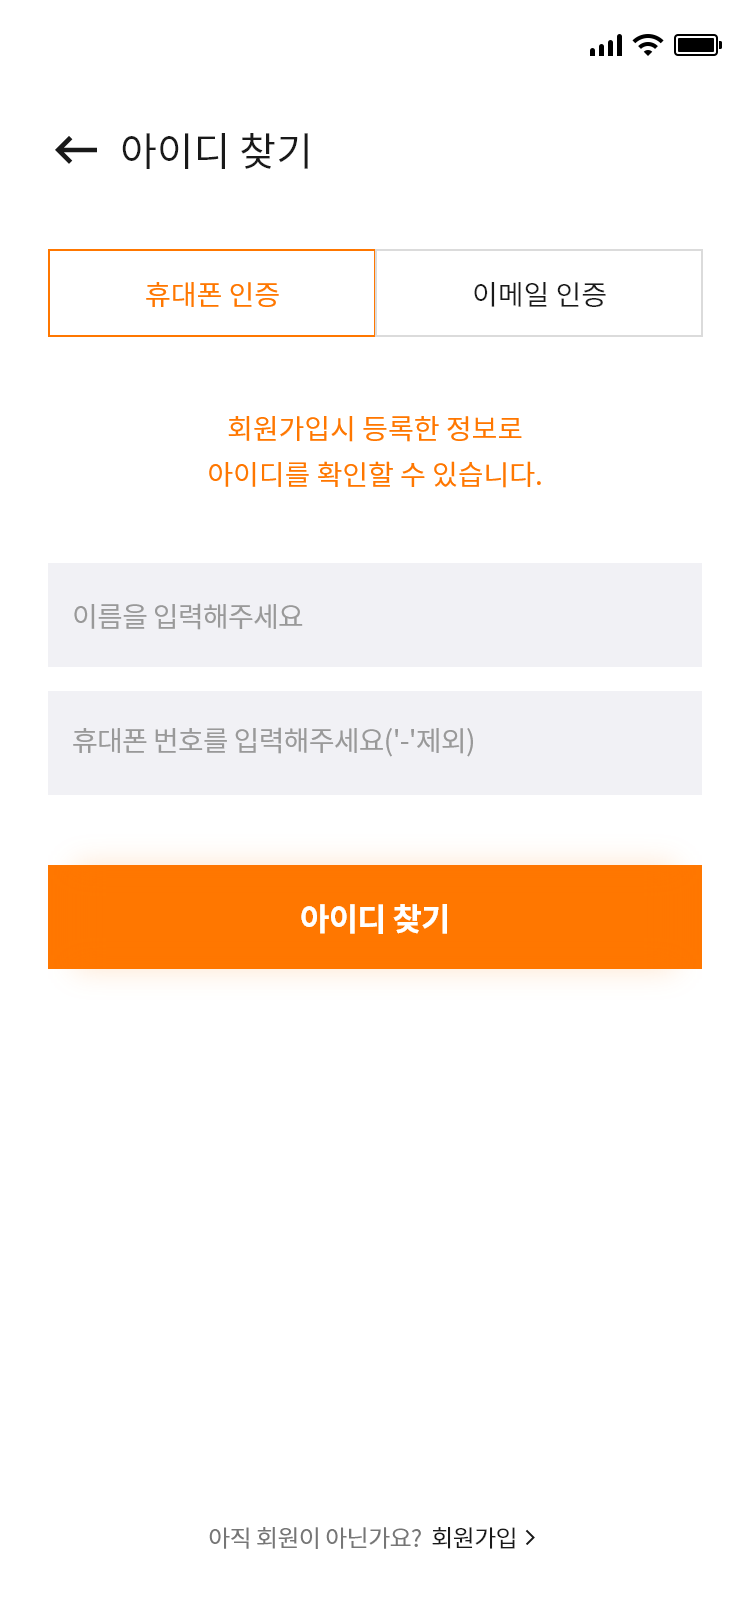 아이디 찾기
휴대폰 인증
이메일 인증
회원가입시 등록한 정보로
아이디를 확인할 수 있습니다.
이름을 입력해주세요
휴대폰 번호를 입력해주세요('-'제외)
아이디 찾기
아직 회원이 아닌가요? 회원가입